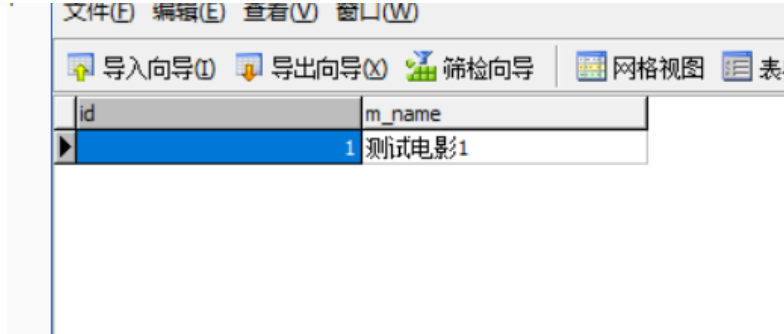 文件(F) 编辑(E) 查看(V) 窗口(W)
导入向导(I) 导出向导(X) 筛检向导 网格视图 表
id m_name
1 测试电影1